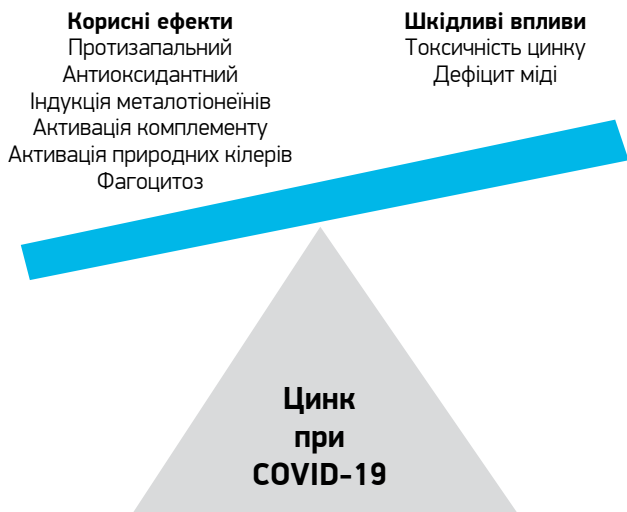 Корисні ефекти
Протизапальний
Антиоксидантний
Індукція металотіонеїнів
Активація комплементу
Активація природних кілерів
Фагоцитоз
Шкідливі впливи
Токсичність цинку
Дефіцит міді
Цинк
при
COVID-19